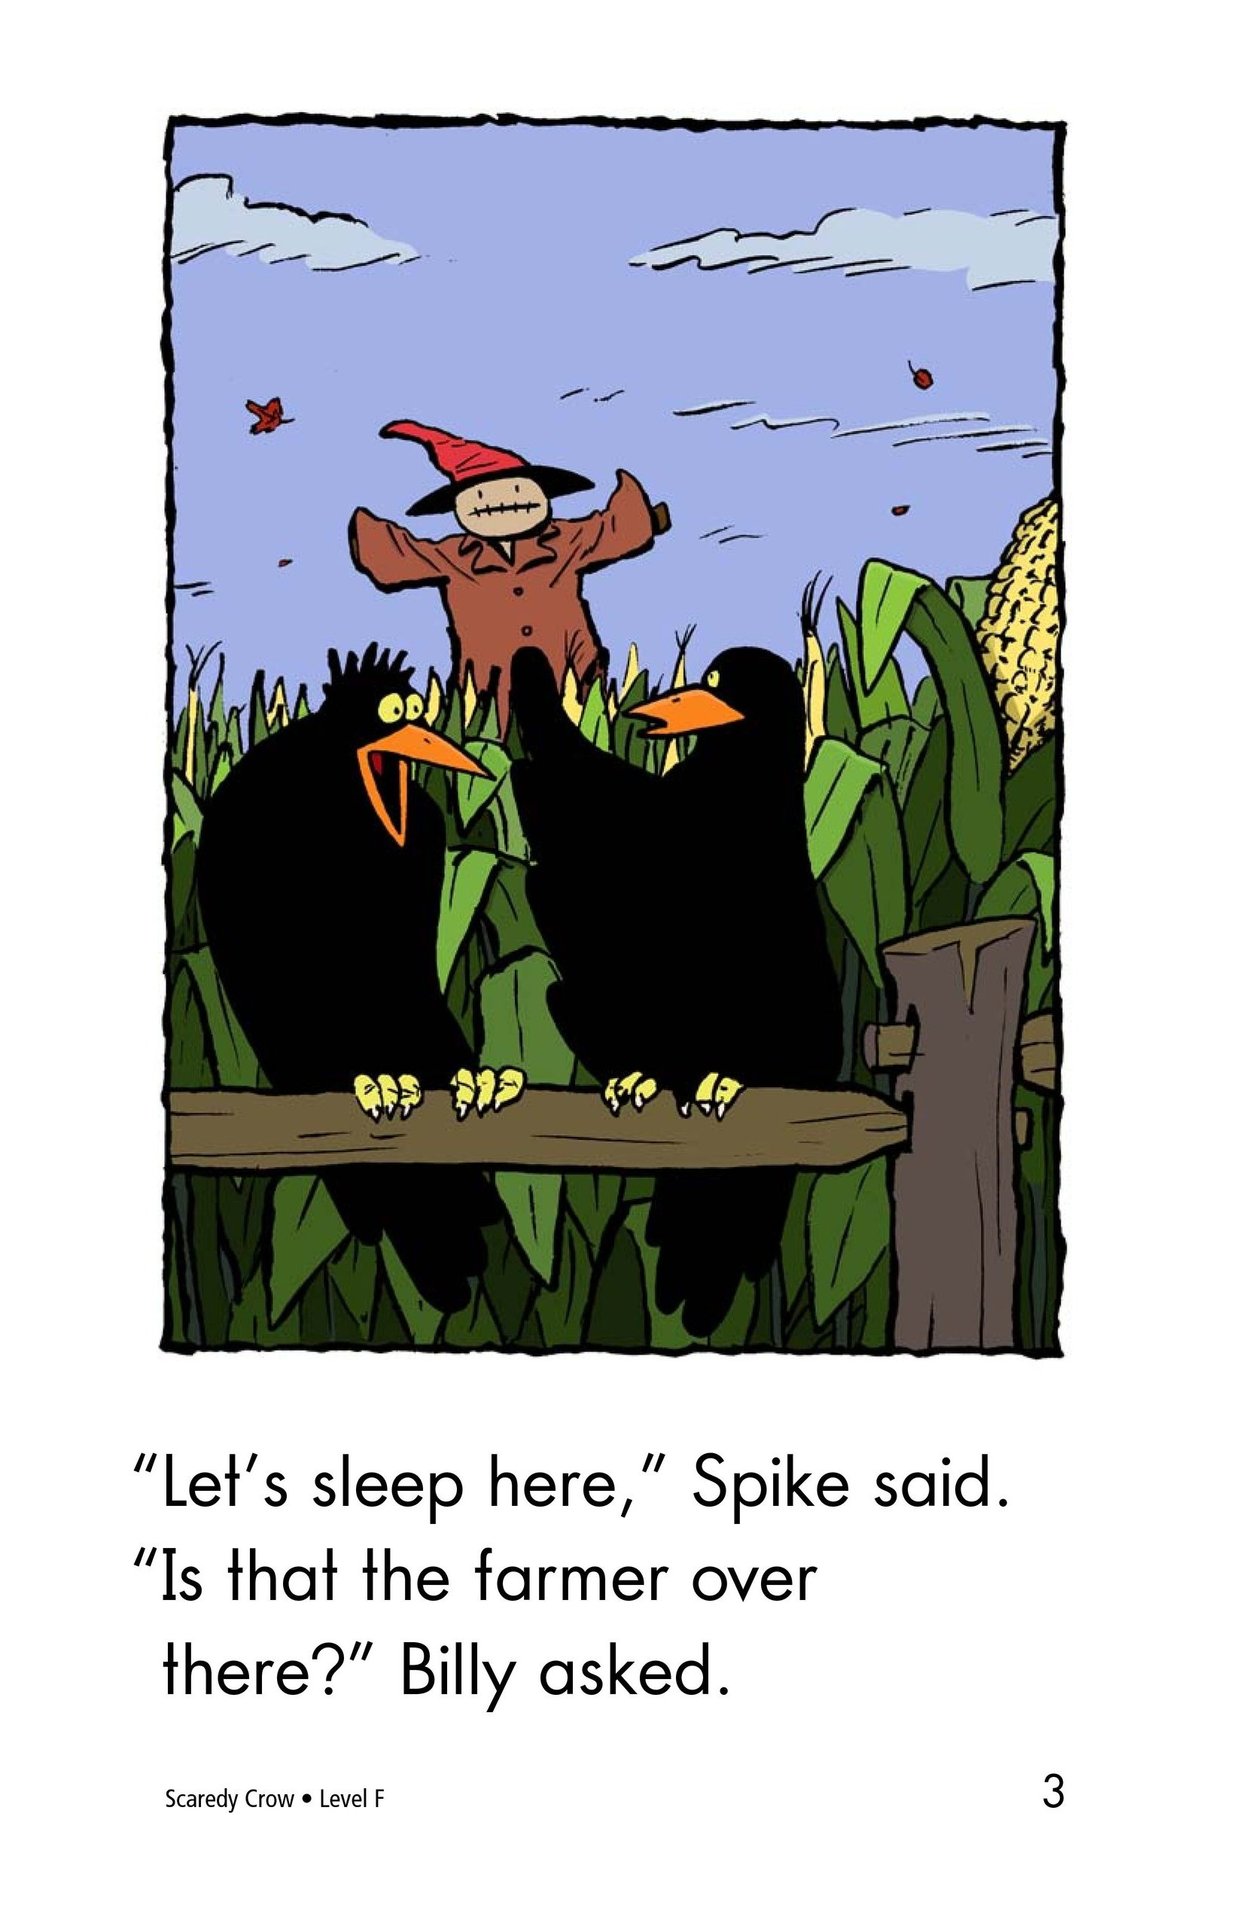 “Let’s sleep here,” Spike said.
“Is that the farmer over
there?” Billy asked.
Scaredy Crow • Level F
3